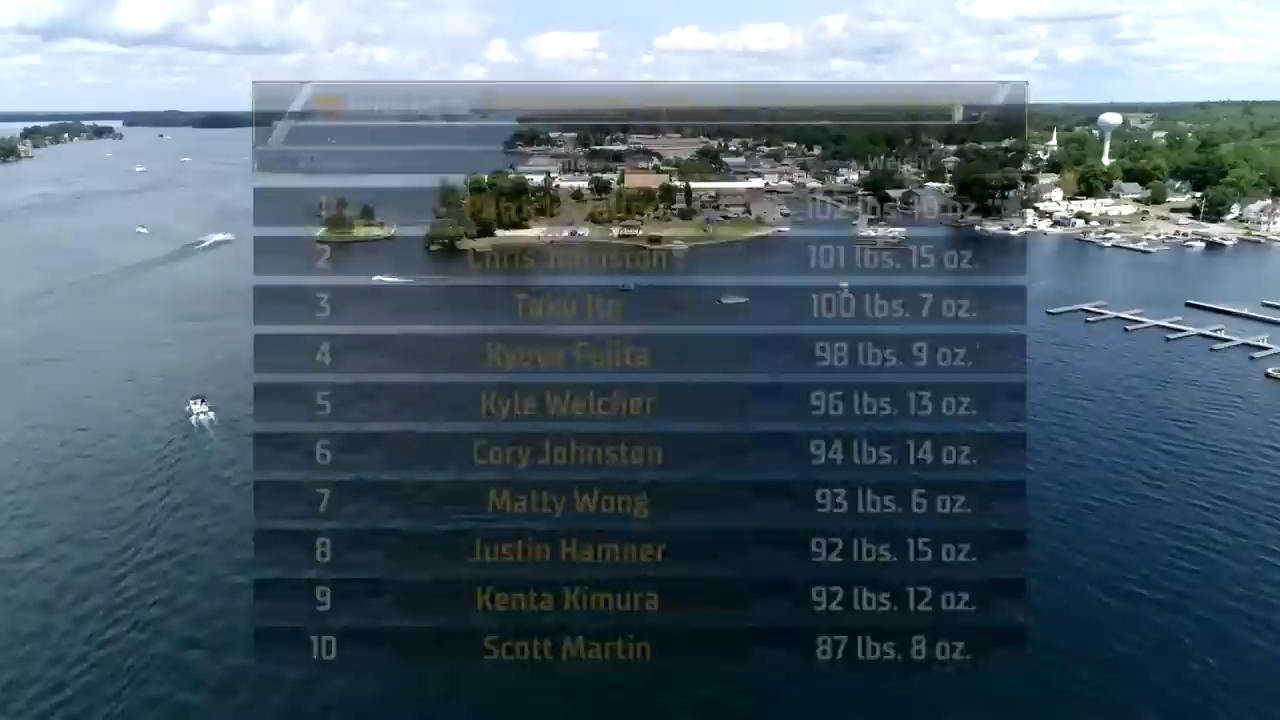 Weight
1 102 lbs. 10 oz.
2 Chris Johnston 101 lbs. 15 oz.
3 Taku Ito 100 lbs. 7 oz.
4 Kyoya Fujita 98 lbs. 9 oz.
5 Kyle Welcher 96 lbs. 13 oz.
6 Cory Johnston 94 lbs. 14 oz.
7 Matty Wong 93 lbs. 6 oz.
8 Justin Hamner 92 lbs. 15 oz.
9 Kenta Kimura 92 lbs. 12 oz.
10 Scott Martin 87 lbs. 8 oz.